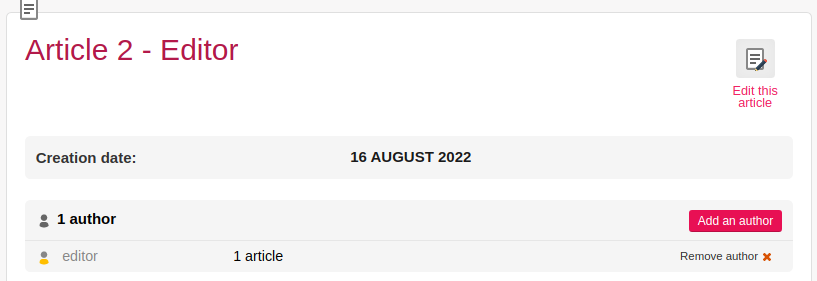 Article 2 - Editor
Edit this
article
Creation date: 16 AUGUST 2022
1 author Add an author
editor 1 article Remove author